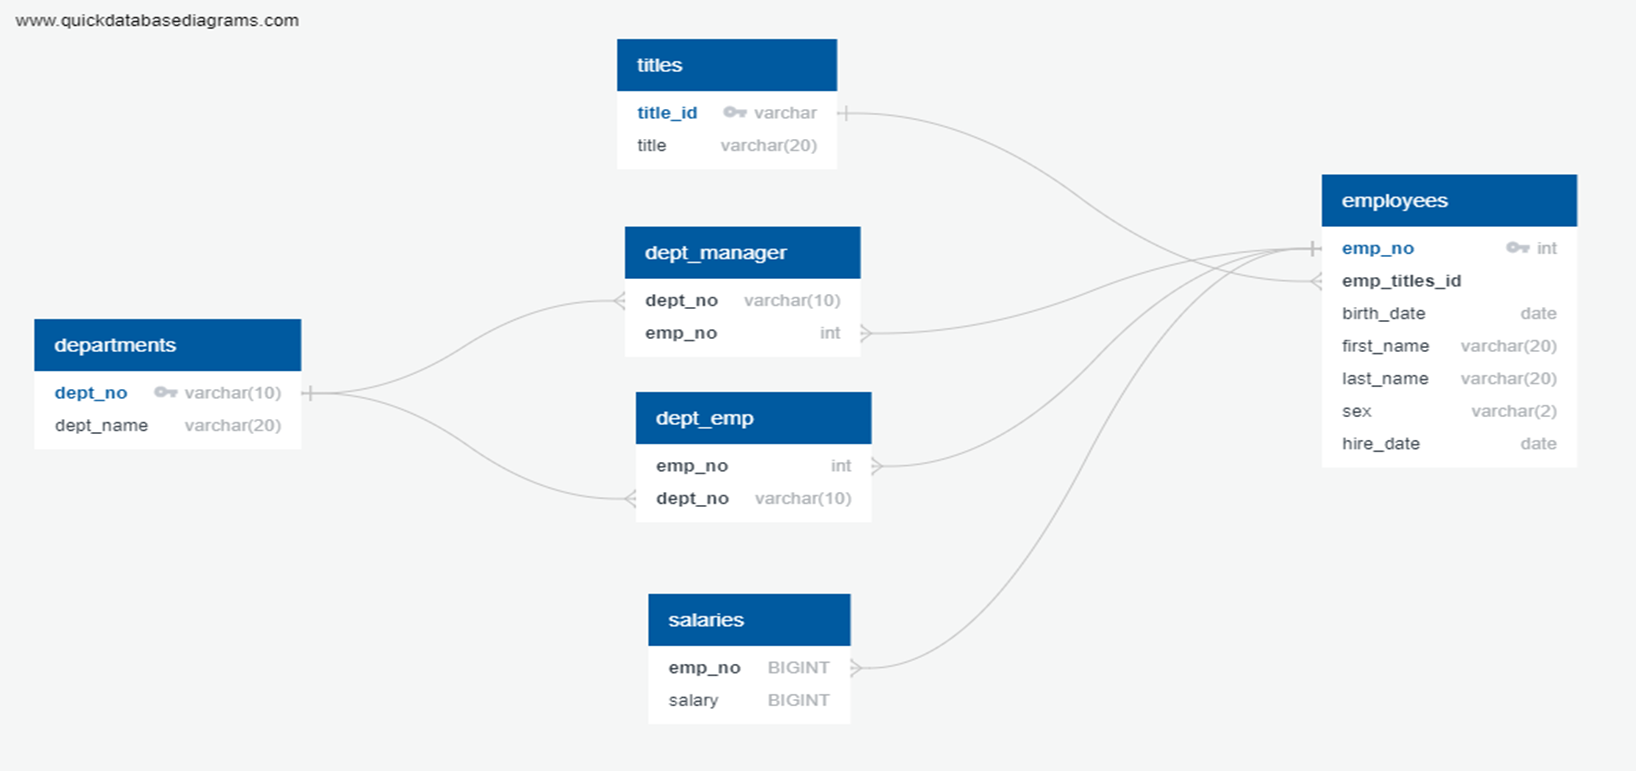 www.quickdatabasediagrams.com
titles
title_id varchar
title varchar(20)
dept_manager
dept_no varchar(10)
emp_no int
departments
dept_no varchar(10)
dept_name varchar(20)
dept_emp
emp_no int
dept_no varchar(10)
salaries
emp_no BIGINT
salary BIGINT
employees
emp_no int
emp_titles_id
birth_date date
first_name varchar(20)
last_name varchar(20)
sex varchar(2)
hire_date date